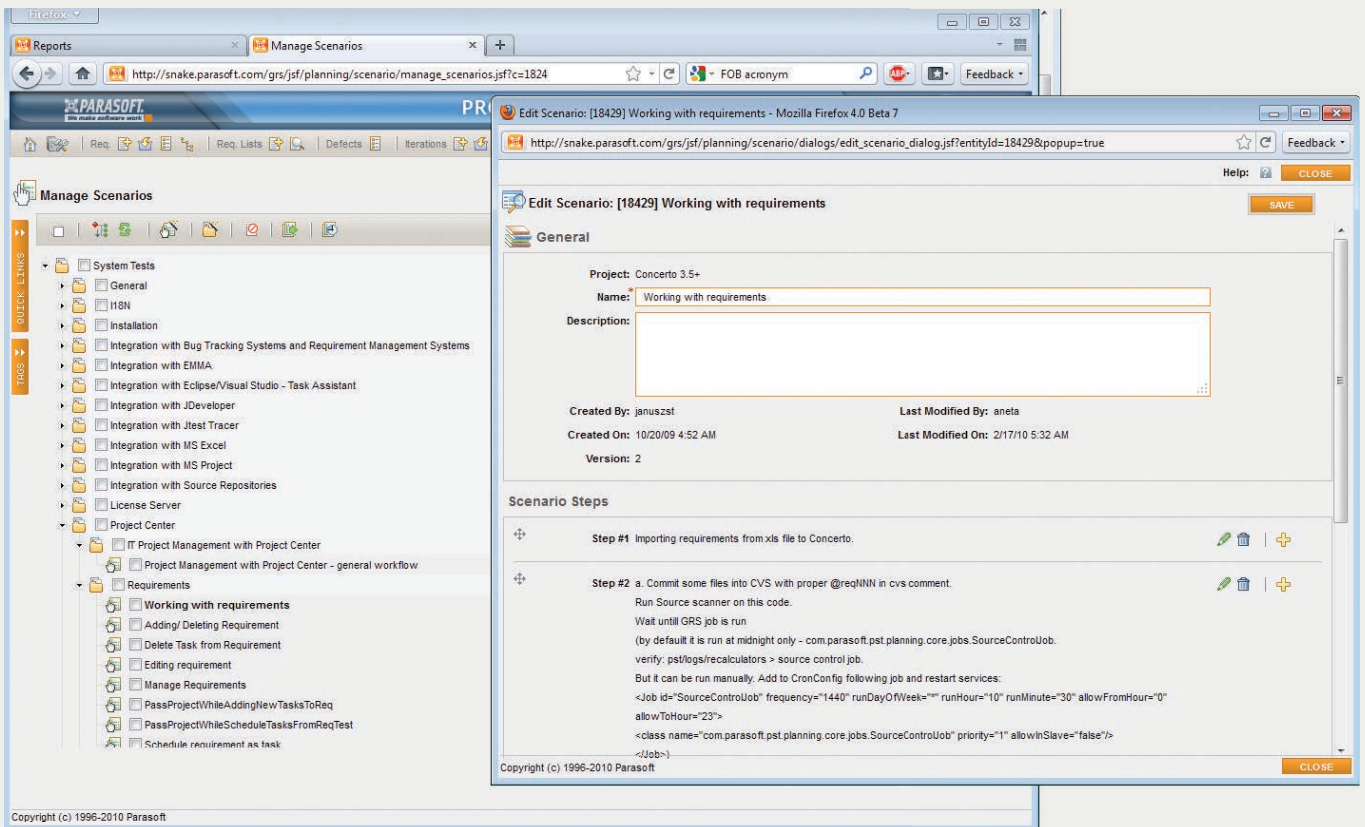 Firefox
Reports
Manage Scenarios
http://snake.parasoft.com/grs/jsf/planning/scenario/manage_scenarios.jsf?c=1824
FOB acronym
ABP
Feedback
PARASOFT.
We make software work
PR
Req.
Req. Lists
Defects
Iterations
Manage Scenarios
QUICK LINKS
TAGS
System Tests
General
I18N
Installation
Integration with Bug Tracking Systems and Requirement Management Systems
Integration with EMMA
Integration with Eclipse/Visual Studio - Task Assistant
Integration with JDeveloper
Integration with Jtest Tracer
Integration with MS Excel
Integration with MS Project
Integration with Source Repositories
License Server
Project Center
IT Project Management with Project Center
Project Management with Project Center - general workflow
Requirements
Working with requirements
Adding/ Deleting Requirement
Delete Task from Requirement
Editing requirement
Manage Requirements
PassProjectWhileAddingNewTasksToReq
PassProjectWhileScheduleTasksFromReqTest
Schedule requirement as task
Copyright (c) 1996-2010 Parasoft
Edit Scenario: [18429] Working with requirements - Mozilla Firefox 4.0 Beta 7
http://snake.parasoft.com/grs/jsf/planning/scenario/dialogs/edit_scenario_dialog.jsf?entityId=18429&popup=true
Feedback
Help: ? CLOSE
Edit Scenario: [18429] Working with requirements
SAVE
General
Project: Concerto 3.5+
Name:* Working with requirements
Description:
Created By: januszst Last Modified By: aneta
Created On: 10/20/09 4:52 AM Last Modified On: 2/17/10 5:32 AM
Version: 2
Scenario Steps
Step #1 Importing requirements from xls file to Concerto.
Step #2 a. Commit some files into CVS with proper @reqNNN in cvs comment.
Run Source scanner on this code.
Wait untill GRS job is run
(by default it is run at midnight only - com.parasoft.pst.planning.core.jobs.SourceControlJob.
verify: pst/logs/recalculators > source control job.
But it can be run manually. Add to CronConfig following job and restart services:
<Job id="SourceControlJob" frequency="1440" runDayOfWeek="*" runHour="10" runMinute="30" allowFromHour="0"
allowToHour="23">
<class name="com.parasoft.pst.planning.core.jobs.SourceControlJob" priority="1" allowInSlave="false"/>
</Job>)
Copyright (c) 1996-2010 Parasoft
CLOSE